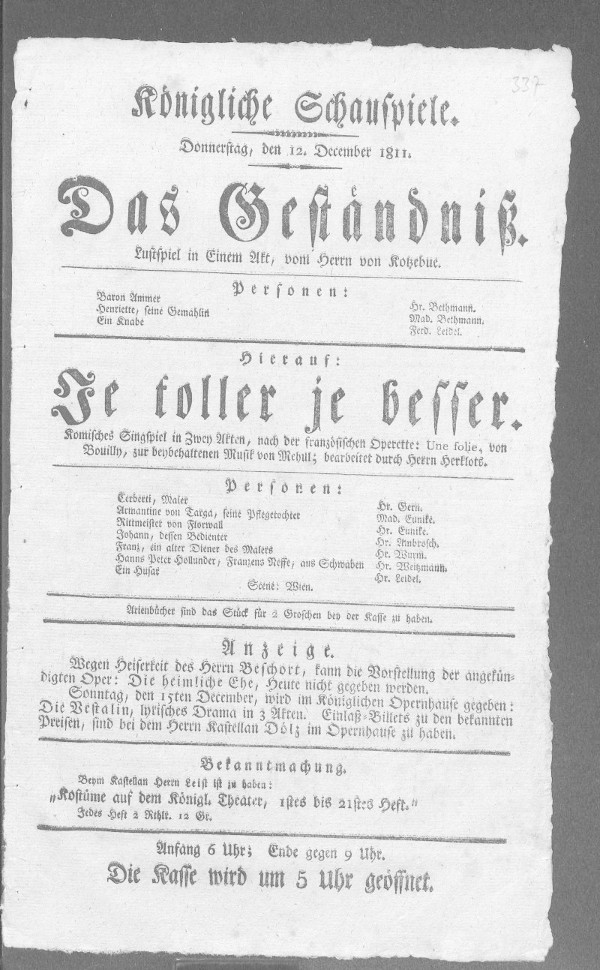 337
Königliche Schauspiele.
Donnerstag, den 12. December 1811.
Das Geständniß.
Lustspiel in Einem Akt, vom Herrn von Kotzebue.
Personen:
Baron Ammer Hr. Bethmann.
Henriette, seine Gemahlin Mad. Bethmann.
Ein Knabe Ferd. Leidel.
Hierauf:
Je toller je besser.
Komisches Singspiel in Zwey Akten, nach der französischen Operette: Une folie, von
Bouilly, zur beybehaltenen Musik von Mehul; bearbeitet durch Herrn Herklots.
Personen:
Cerberti, Maler Hr. Gern.
Armantine von Targa, seine Pflegetochter Mad. Eunike.
Rittmeister von Florwall Hr. Eunike.
Johann, dessen Bedienter Hr. Ambrosch.
Franz, ein alter Diener des Malers Hr. Wurm.
Hanns Peter Hollunder, Franzens Neffe, aus Schwaben Hr. Weitzmann.
Ein Husar Hr. Leidel.
Scene: Wien.
Arienbücher sind das Stück für 2 Groschen bey der Kasse zu haben.
Anzeige.
Wegen Heiserkeit des Herrn Beschort, kann die Vorstellung der angekün-
digten Oper: Die heimliche Ehe, Heute nicht gegeben werden.
Sonntag, den 15ten December, wird im Königlichen Opernhause gegeben:
Die Vestalin, lyrisches Drama in 3 Akten. Einlaß-Billets zu den bekannten
Preisen, sind bei dem Herrn Kastellan Dölz im Opernhause zu haben.
Bekanntmachung.
Beym Kastellan Herrn Leist ist zu haben:
„Kostüme auf dem Königl. Theater, 1stes bis 21stes Heft.“
Jedes Heft 2 Rthlr. 12 Gr.
Anfang 6 Uhr; Ende gegen 9 Uhr.
Die Kasse wird um 5 Uhr geöffnet.